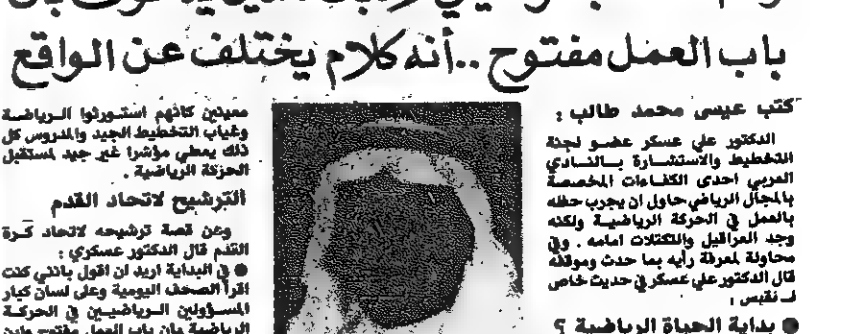 باب العمل مفتوح .. أنه كلام يختلف عن الواقع
كتب عيسى محمد طالب :
الدكتور علي عسكر عضو لجنة
التخطيط والاستشارة بالنادي
العربي احدى الكفاءات المخصصة
بالمجال الرياضي حاول ان يجرب حظه
بالعمل في الحركة الرياضية ولكنه
وجد العراقيل والتكتلات امامه . وفي
محاولة لمعرفة رأيه بما حدث وموقفه
قال الدكتور علي عسكر في حديث خاص
لـ نقبس :
● بداية الحياة الرياضية ؟
معينين كأنهم استورثوا الرياضة
وغياب التخطيط الجيد والمدروس كل
ذلك يعطي مؤشرا غير جيد لمستقبل
الحركة الرياضية .
الترشيح لاتحاد القدم
وعن قصة ترشيحه لاتحاد كرة
القدم قال الدكتور عسكري :
● في البداية اريد ان اقول بانني كنت
اقرأ الصحف اليومية وعلى لسان كبار
المسؤولين الرياضيين في الحركة
الرياضية بان باب العمل مفتوح